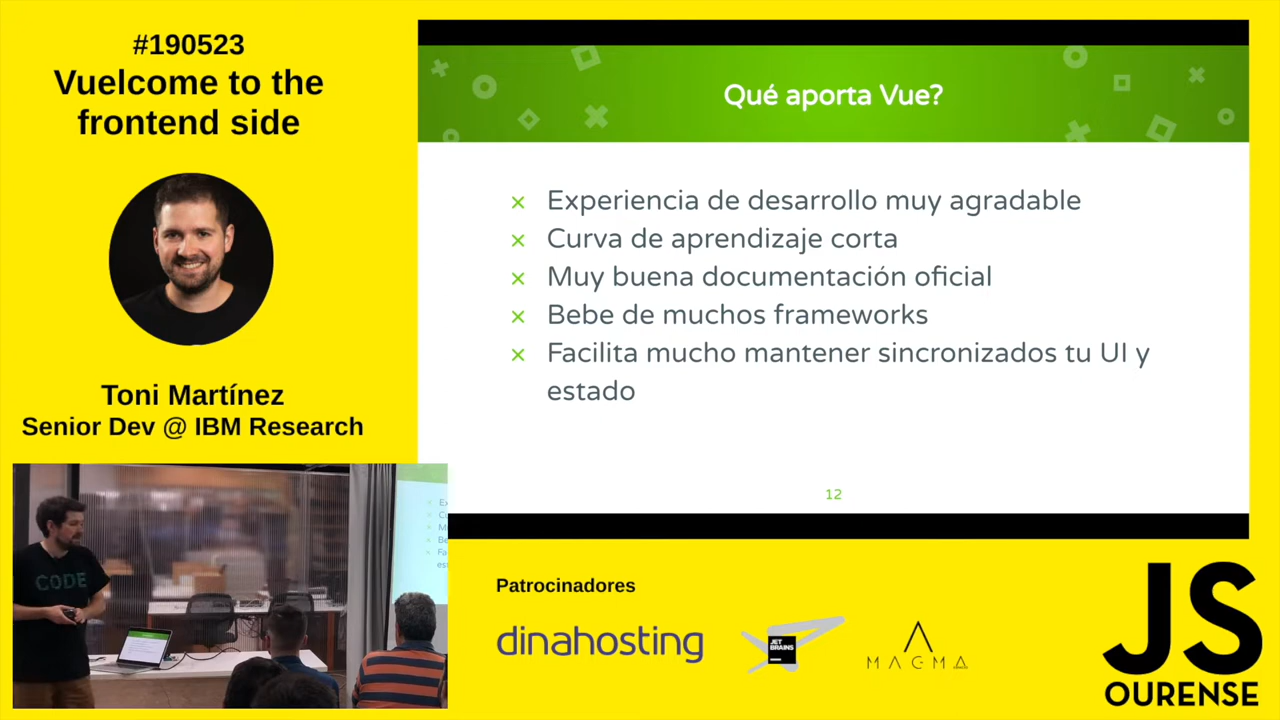 #190523
Vuelcome to the
frontend side
Toni Martínez
Senior Dev @ IBM Research
Qué aporta Vue?
× Experiencia de desarrollo muy agradable
× Curva de aprendizaje corta
× Muy buena documentación oficial
× Bebe de muchos frameworks
× Facilita mucho mantener sincronizados tu UI y
estado
12
CODE
Patrocinadores
dinahosting
JET
BRAINS
MAGMA
JS
OURENSE